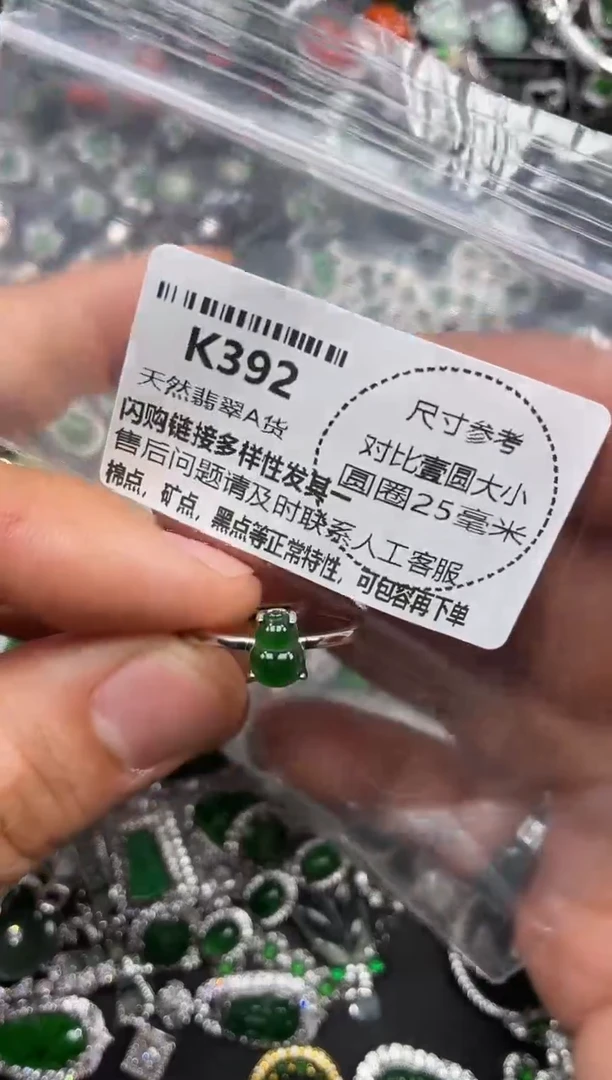 K392
天然翡翠A货
闪购链接多样性发其一
售后问题请及时联系人工客服
棉点，矿点，黑点等正常特性，可包容再下单
尺寸参考
对比壹圆大小
圆圈25毫米